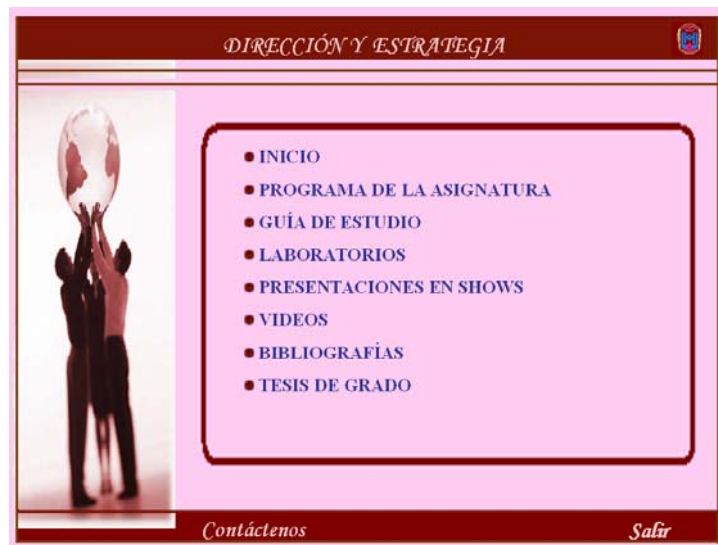 DIRECCIÓN Y ESTRATEGIA
INICIO
PROGRAMA DE LA ASIGNATURA
GUÍA DE ESTUDIO
LABORATORIOS
PRESENTACIONES EN SHOWS
VIDEOS
BIBLIOGRAFÍAS
TESIS DE GRADO
Contáctenos Salir